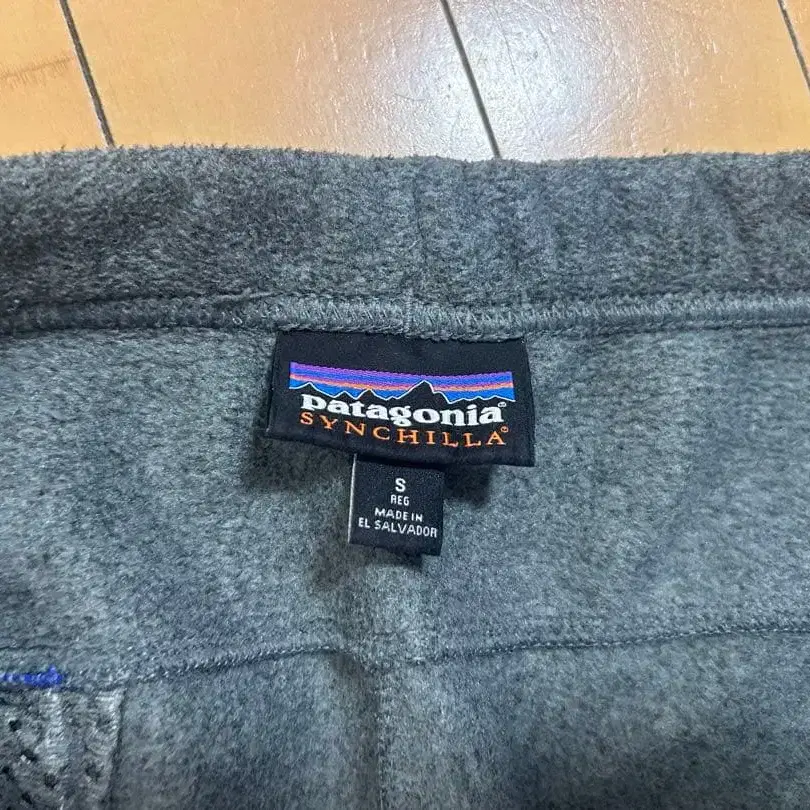 patagonia®
SYNCHILLA®
S
REG
MADE IN
EL SALVADOR